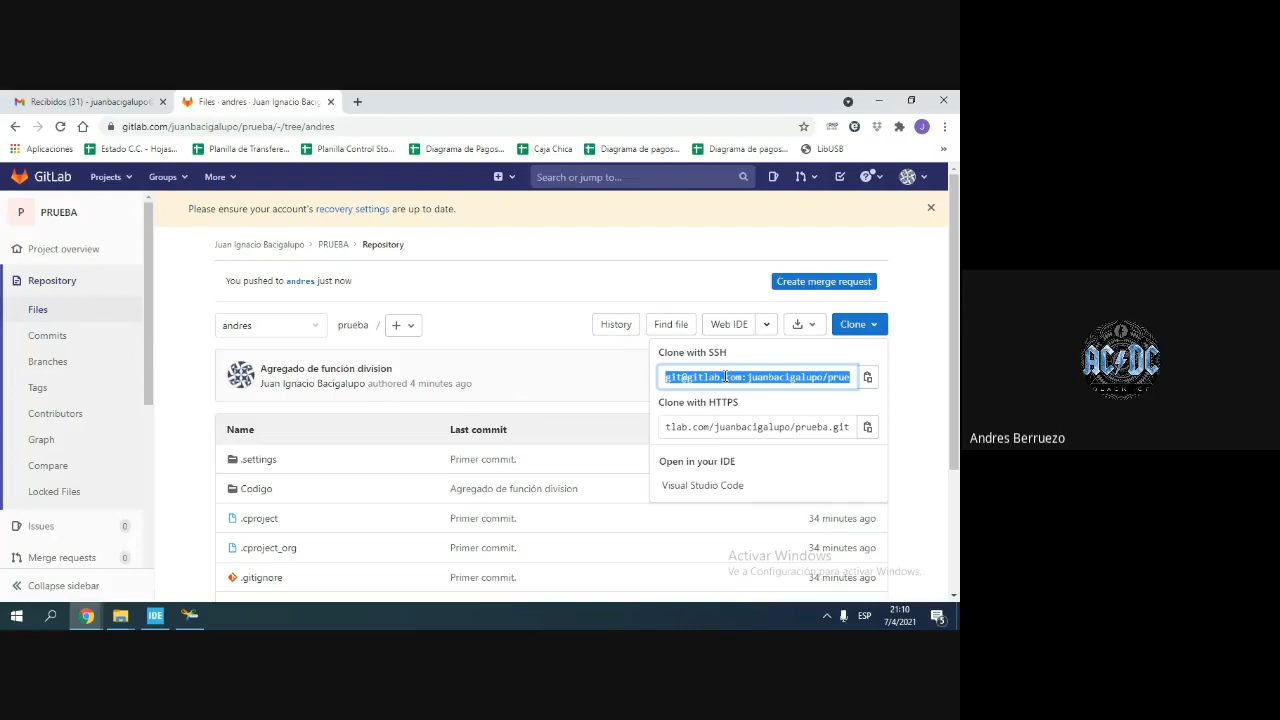 Recibidos (31) - juanbacigalupo
Files · andres · Juan Ignacio Bacig
gitlab.com/juanbacigalupo/prueba/-/tree/andres
Aplicaciones
Estado C.C. - Hojas...
Planilla de Transfere...
Planilla Control Sto...
Diagrama de Pagos...
Caja Chica
Diagrama de pagos...
Diagrama de pagos...
LibUSB
»
GitLab
Projects
Groups
More
Search or jump to...
P
PRUEBA
Please ensure your account's recovery settings are up to date.
Project overview
Juan Ignacio Bacigalupo > PRUEBA > Repository
Repository
You pushed to andres just now
Create merge request
Files
andres
prueba /
+
History
Find file
Web IDE
Clone
Commits
Clone with SSH
Branches
Agregado de función división
git@gitlab.com:juanbacigalupo/prue
Tags
Juan Ignacio Bacigalupo authored 4 minutes ago
Clone with HTTPS
Contributors
Name
Last commit
tlab.com/juanbacigalupo/prueba.git
Graph
.settings
Primer commit.
Open in your IDE
Compare
Codigo
Agregado de función división
Visual Studio Code
Locked Files
.cproject
Primer commit.
34 minutes ago
Issues
0
.cproject_org
Primer commit.
34 minutes ago
Merge requests
0
Activar Windows
Ve a Configuración para activar Windows.
Collapse sidebar
.gitignore
Primer commit.
34 minutes ago
IDE
ESP
21:10
7/4/2021
5
AC DC
Andres Berruezo